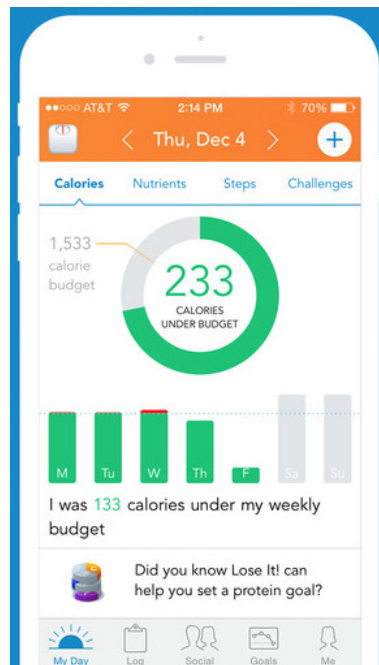 AT&T 2:14 PM 70%
Thu, Dec 4
+
Calories Nutrients Steps Challenges
1,533
calorie
budget
233
CALORIES
UNDER BUDGET
M Tu W Th F Sa Su
I was 133 calories under my weekly
budget
Did you know Lose It! can
help you set a protein goal?
My Day Log Social Goals Me